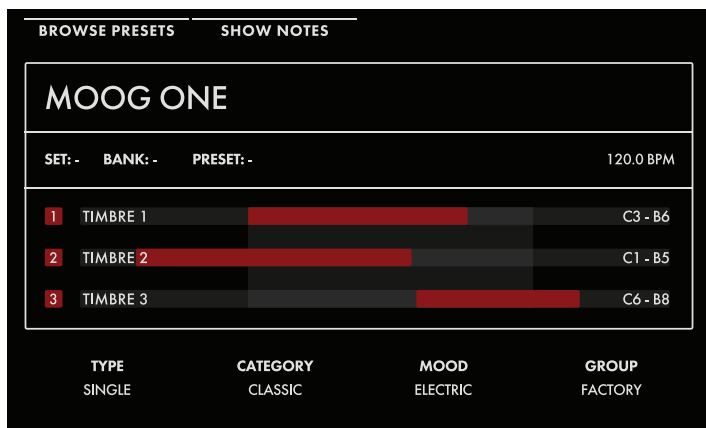 BROWSE PRESETS SHOW NOTES
MOOG ONE
SET: - BANK: - PRESET: - 120.0 BPM
1 TIMBRE 1 C3 - B6
2 TIMBRE 2 C1 - B5
3 TIMBRE 3 C6 - B8
TYPE CATEGORY MOOD GROUP
SINGLE CLASSIC ELECTRIC FACTORY